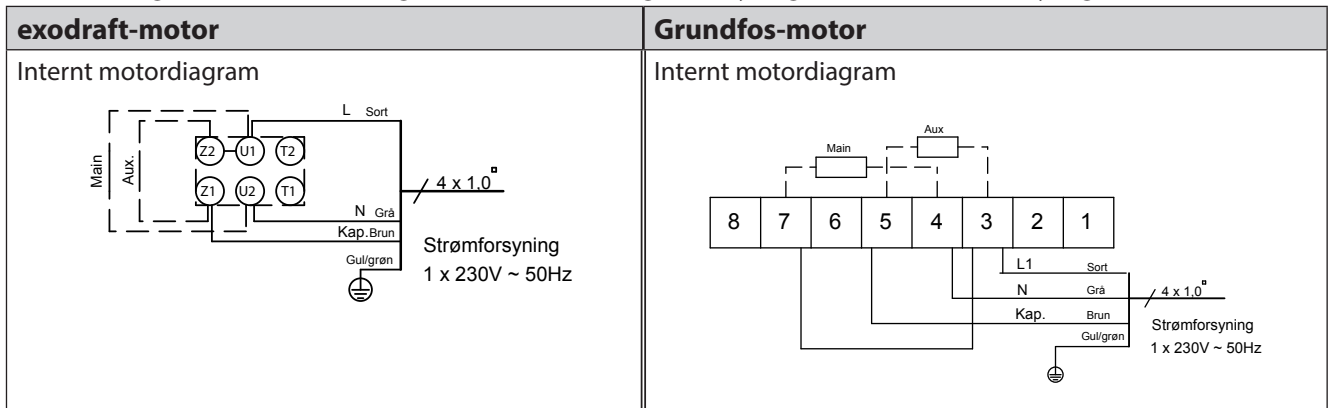 exodraft-motor
Internt motordiagram
L Sort
Main
Aux.
Z2 U1 T2
Z1 U2 T1
4 x 1,0
N Grå
Kap. Brun
Gul/grøn
Strømforsyning
1 x 230V ~ 50Hz
Grundfos-motor
Internt motordiagram
Aux
Main
8 7 6 5 4 3 2 1
L1 Sort
N Grå
4 x 1,0
Kap. Brun
Gul/grøn
Strømforsyning
1 x 230V ~ 50Hz